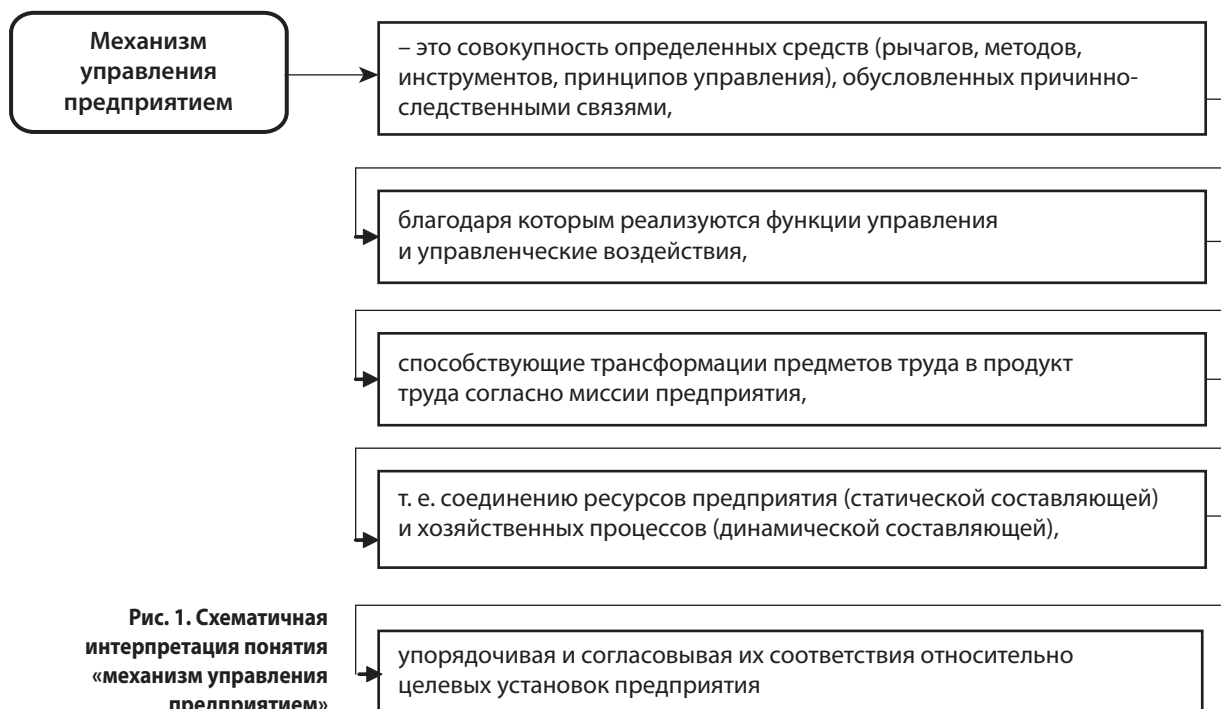 Механизм
управления
предприятием
– это совокупность определенных средств (рычагов, методов,
инструментов, принципов управления), обусловленных причинно-
следственными связями,
благодаря которым реализуются функции управления
и управленческие воздействия,
способствующие трансформации предметов труда в продукт
труда согласно миссии предприятия,
т. е. соединению ресурсов предприятия (статической составляющей)
и хозяйственных процессов (динамической составляющей),
упорядочивая и согласовывая их соответствия относительно
целевых установок предприятия
Рис. 1. Схематичная
интерпретация понятия
«механизм управления
предприятием»